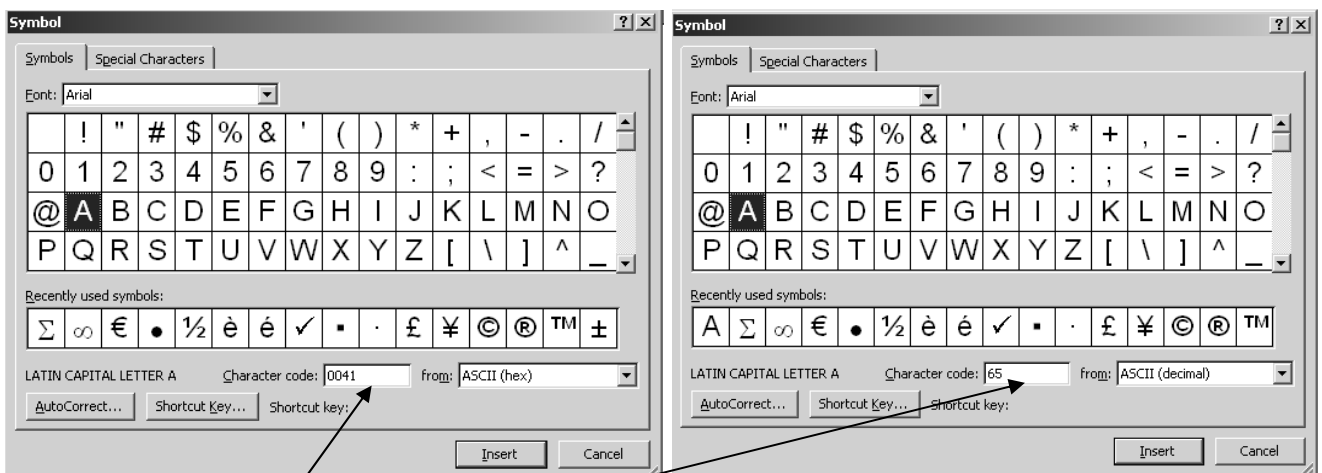 Symbol
Symbols Special Characters
Font: Arial
! " # $ % & ' ( ) * + , - . /
0 1 2 3 4 5 6 7 8 9 : ; < = > ?
@ A B C D E F G H I J K L M N O
P Q R S T U V W X Y Z [ \ ] ^ _
Recently used symbols:
Σ ∞ € ● ½ è é ✓ ▪ · £ ¥ © ® ™ ±
LATIN CAPITAL LETTER A Character code: 0041 from: ASCII (hex)
AutoCorrect... Shortcut Key... Shortcut key:
Insert Cancel
Symbol
Symbols Special Characters
Font: Arial
! " # $ % & ' ( ) * + , - . /
0 1 2 3 4 5 6 7 8 9 : ; < = > ?
@ A B C D E F G H I J K L M N O
P Q R S T U V W X Y Z [ \ ] ^ _
Recently used symbols:
A Σ ∞ € ● ½ è é ✓ ▪ · £ ¥ © ® ™
LATIN CAPITAL LETTER A Character code: 65 from: ASCII (decimal)
AutoCorrect... Shortcut Key... Shortcut key:
Insert Cancel